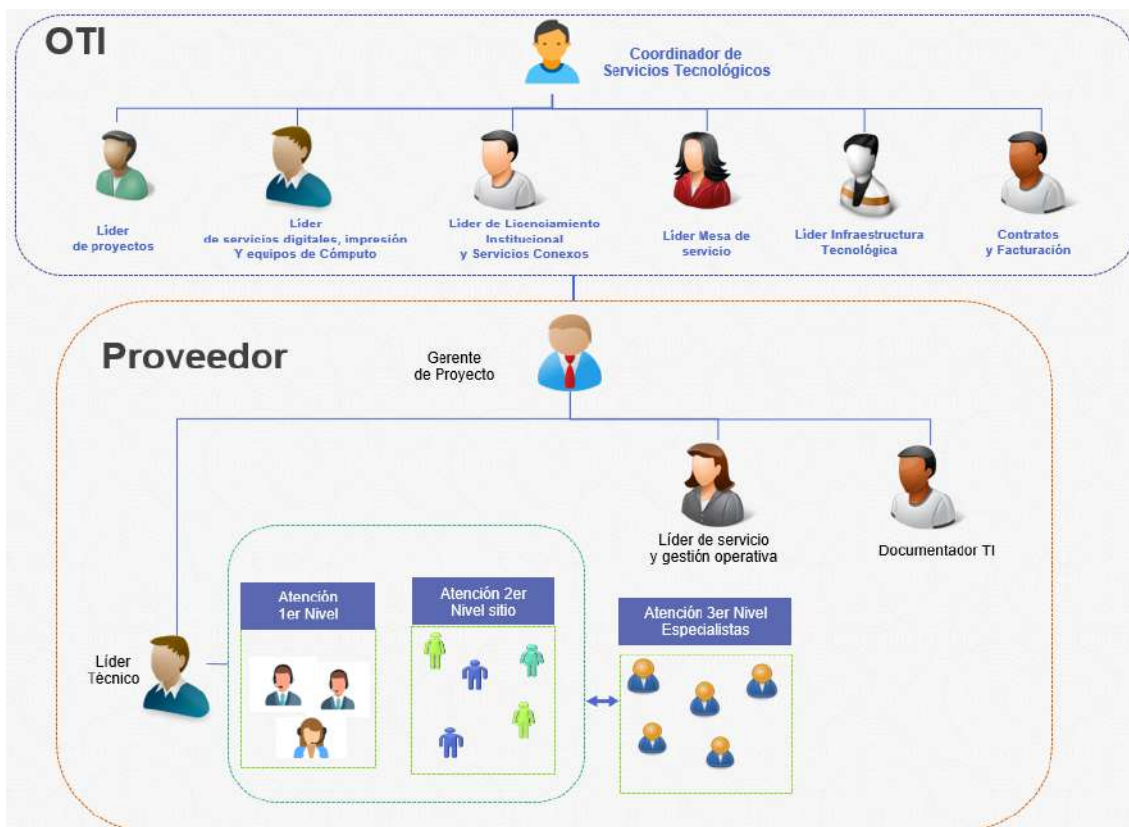 OTI
Coordinador de
Servicios Tecnológicos
Líder
de proyectos
Líder
de servicios digitales, impresión
Y equipos de Cómputo
Líder de Licenciamiento
Institucional
y Servicios Conexos
Líder Mesa de
servicio
Líder Infraestructura
Tecnológica
Contratos
y Facturación
Proveedor
Gerente
de Proyecto
Líder de servicio
y gestión operativa
Documentador TI
Atención
1er Nivel
Atención 2er
Nivel sitio
Atención 3er Nivel
Especialistas
Líder
Técnico